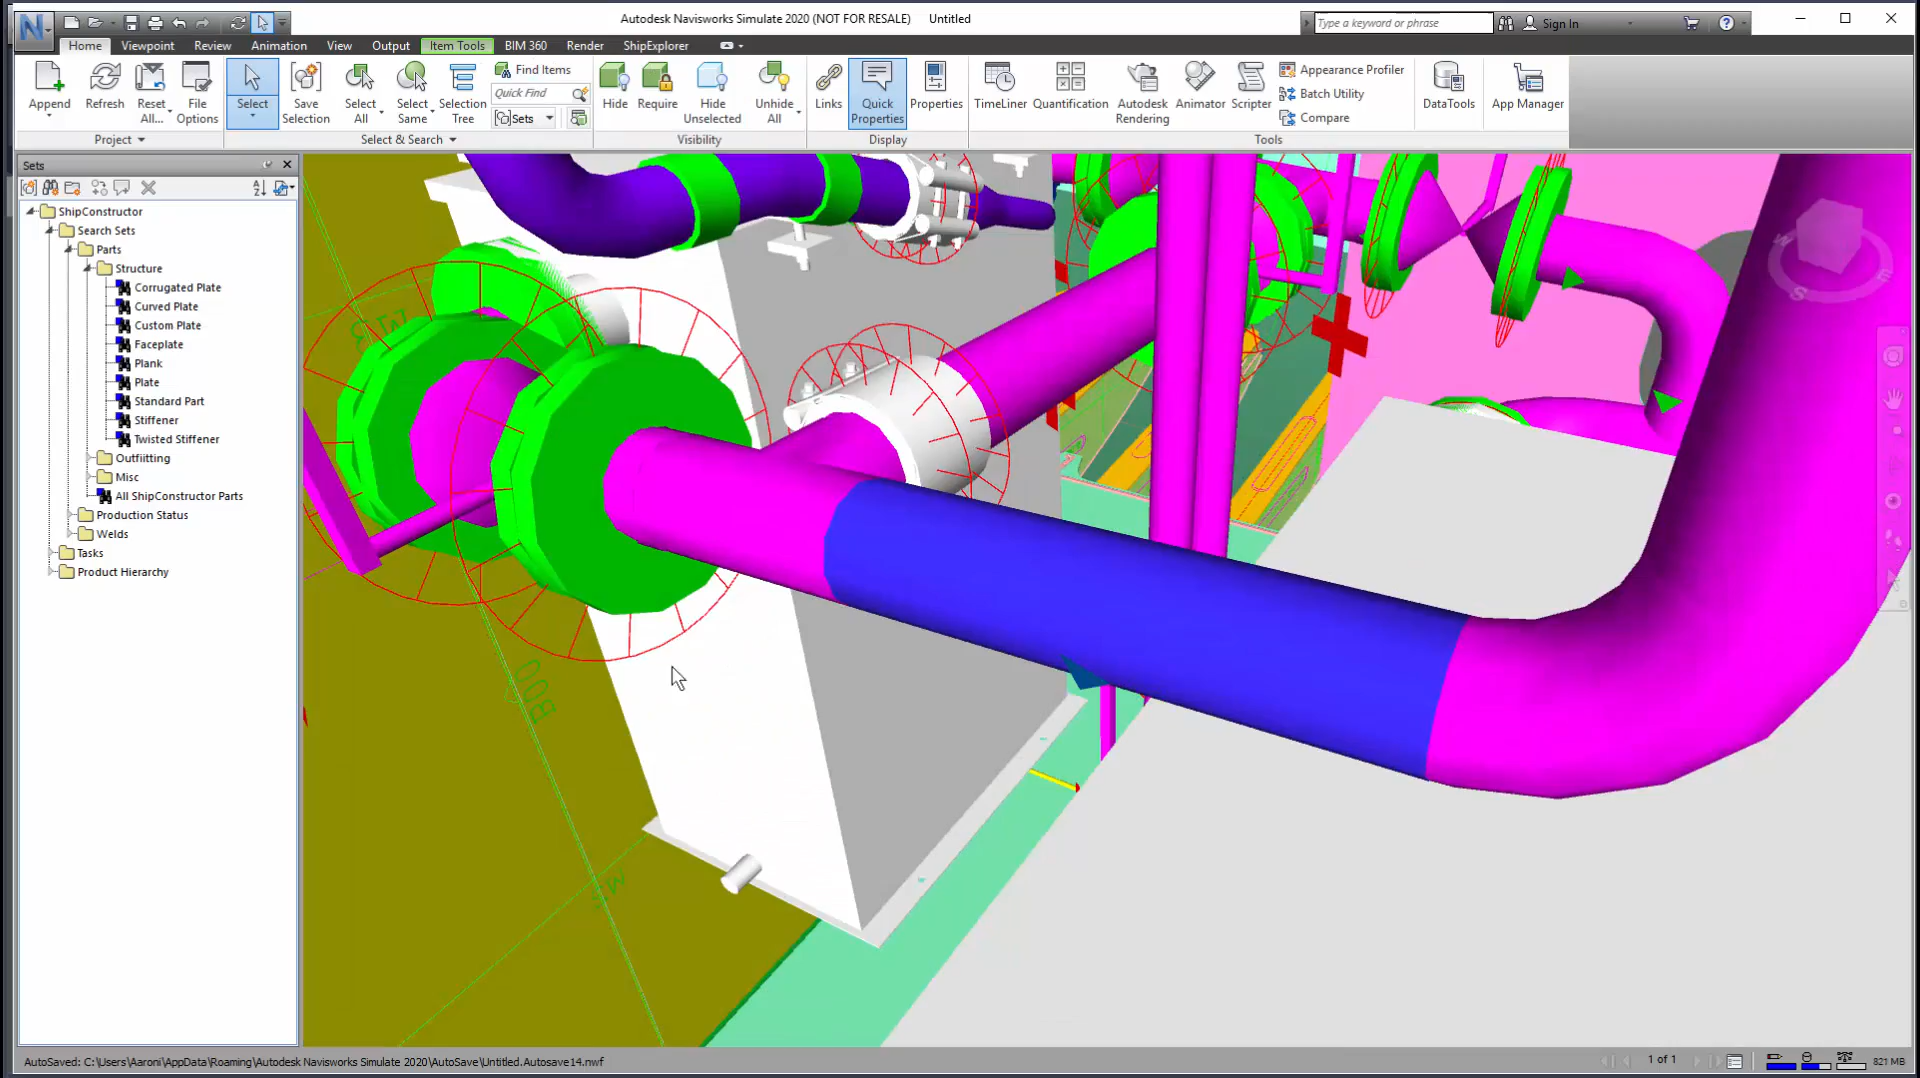 Autodesk Navisworks Simulate 2020 (NOT FOR RESALE) Untitled
Type a keyword or phrase
Sign In
Home Viewpoint Review Animation View Output Item Tools BIM 360 Render ShipExplorer
Append
Refresh
Reset All...
File Options
Project
Select
Save Selection
Select All
Select Same
Selection Tree
Find Items
Quick Find
Sets
Select & Search
Hide
Require
Hide Unselected
Unhide All
Visibility
Links
Quick Properties
Properties
Display
TimeLiner
Quantification
Autodesk Rendering
Animator
Scripter
Appearance Profiler
Batch Utility
Compare
Tools
DataTools
App Manager
Sets
ShipConstructor
Search Sets
Parts
Structure
Corrugated Plate
Curved Plate
Custom Plate
Faceplate
Plank
Plate
Standard Part
Stiffener
Twisted Stiffener
Outfiitting
Misc
All ShipConstructor Parts
Production Status
Welds
Tasks
Product Hierarchy
W S E
AutoSaved: C:\Users\Aaroni\AppData\Roaming\Autodesk Navisworks Simulate 2020\AutoSave\Untitled.Autosave14.nwf
1 of 1
821 MB